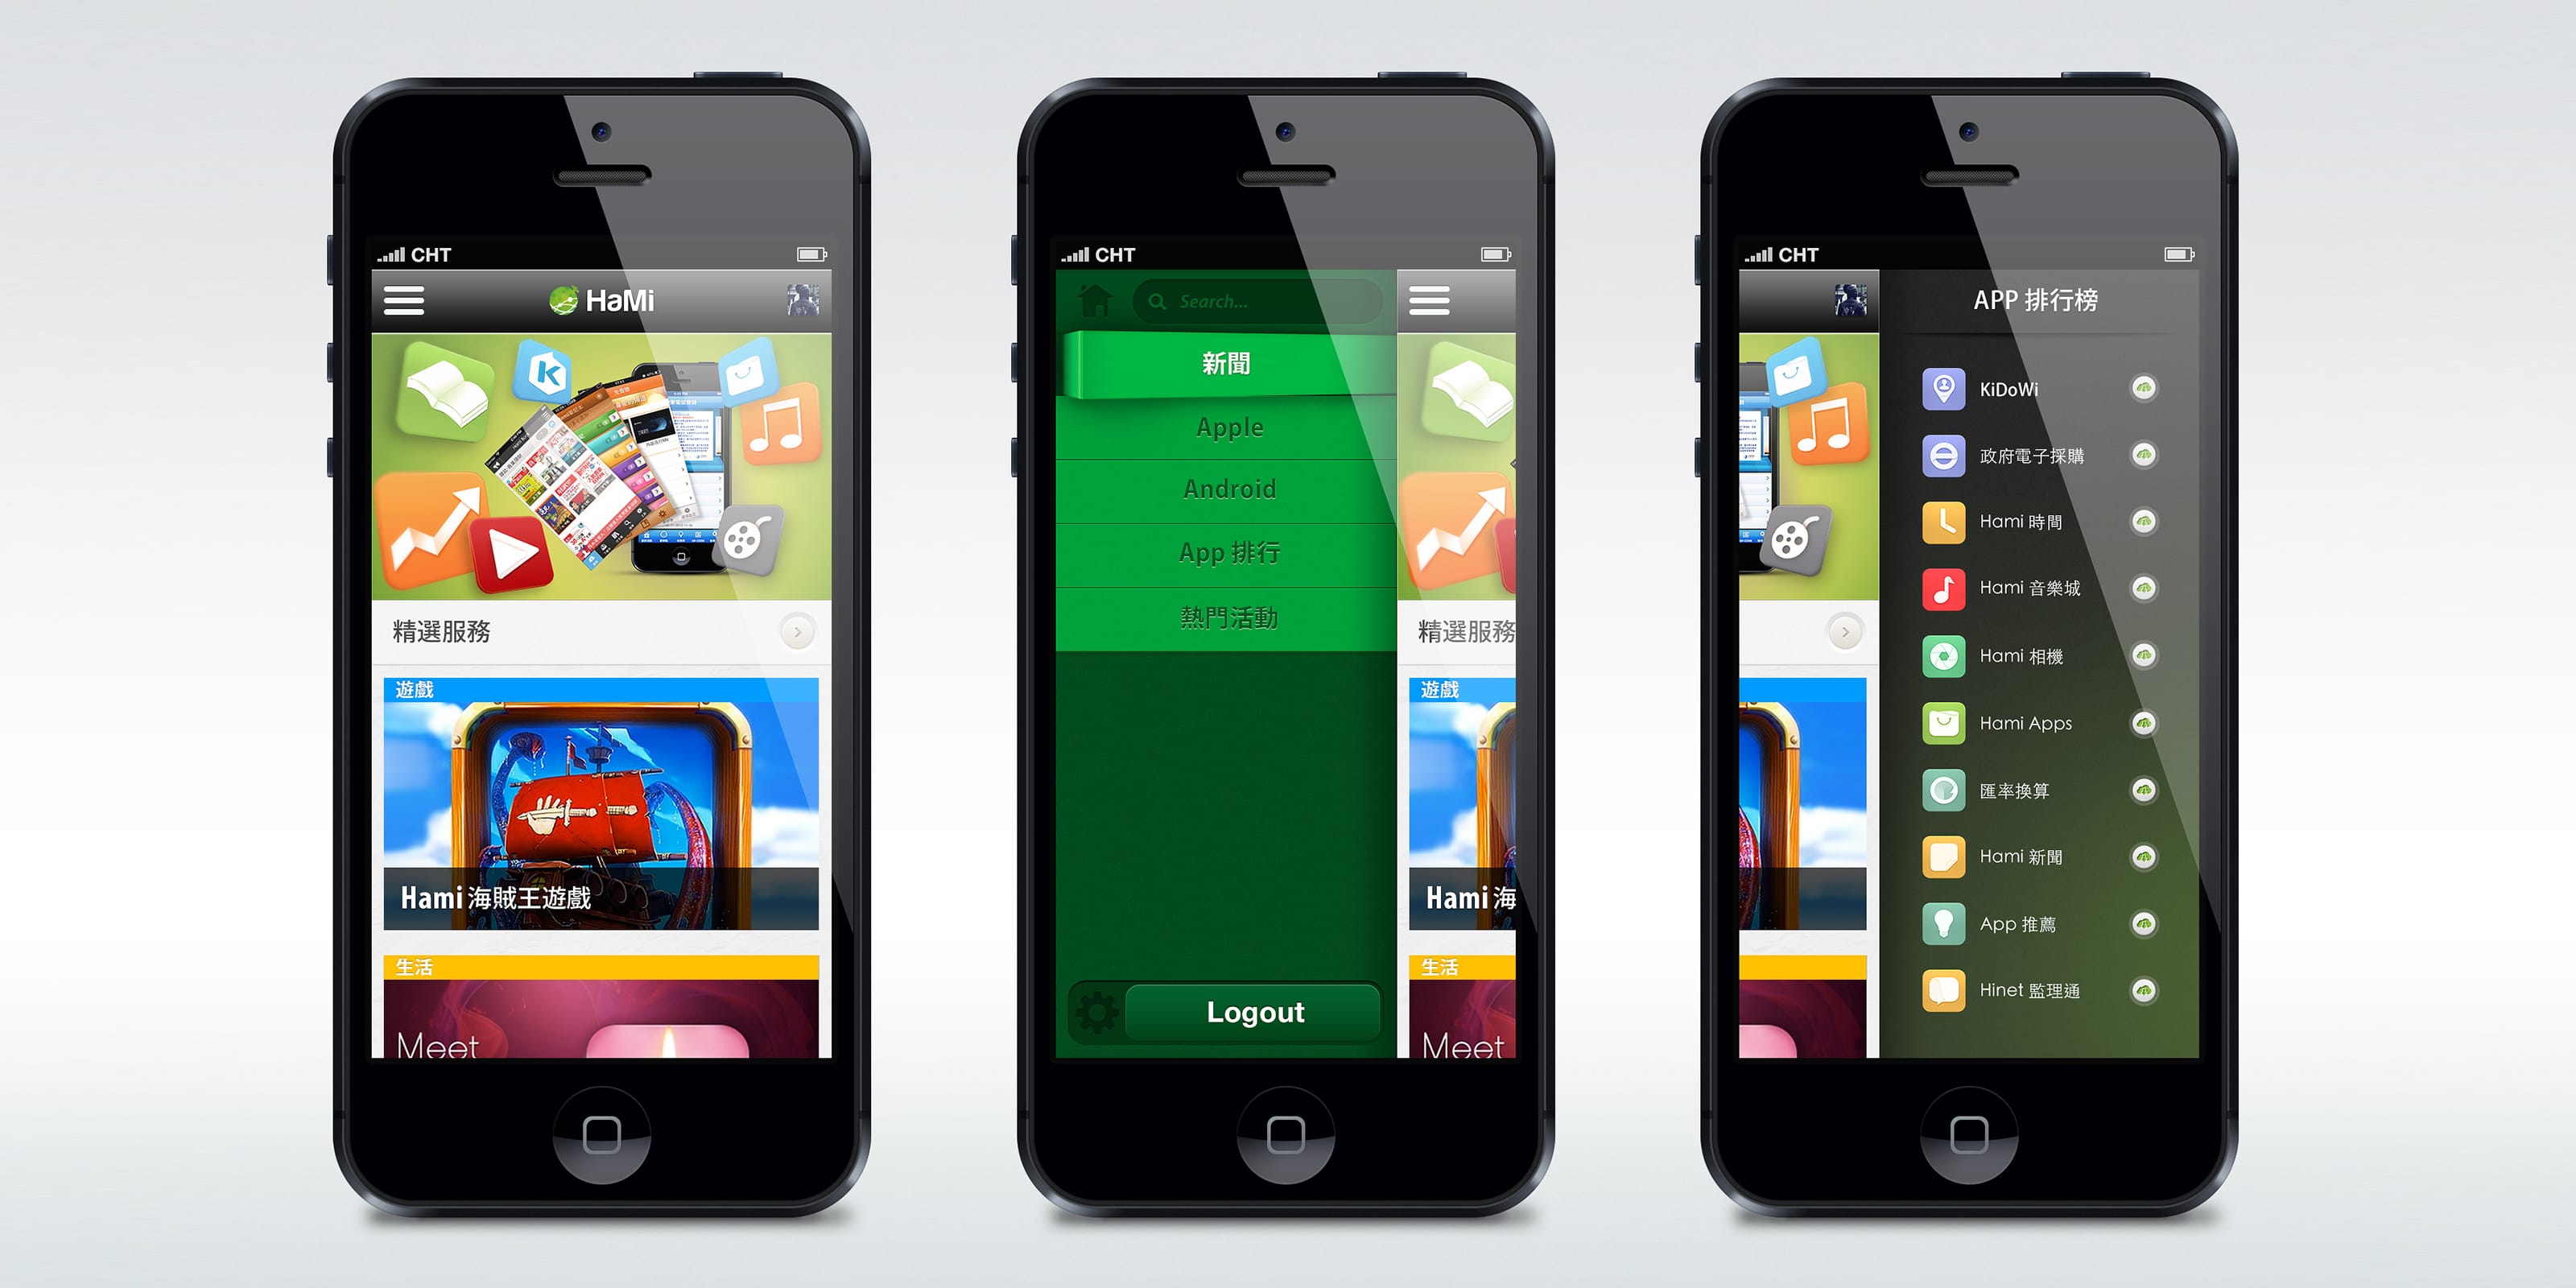 CHT
HaMi
精選服務
遊戲
Hami 海賊王遊戲
生活
Meet
CHT
Search...
新聞
Apple
Android
App 排行
熱門活動
Logout
精選服務
遊戲
Hami 海
生活
Meet
CHT
APP 排行榜
KiDoWi
政府電子採購
Hami 時間
Hami 音樂城
Hami 相機
Hami Apps
匯率換算
Hami 新聞
App 推薦
Hinet 監理通